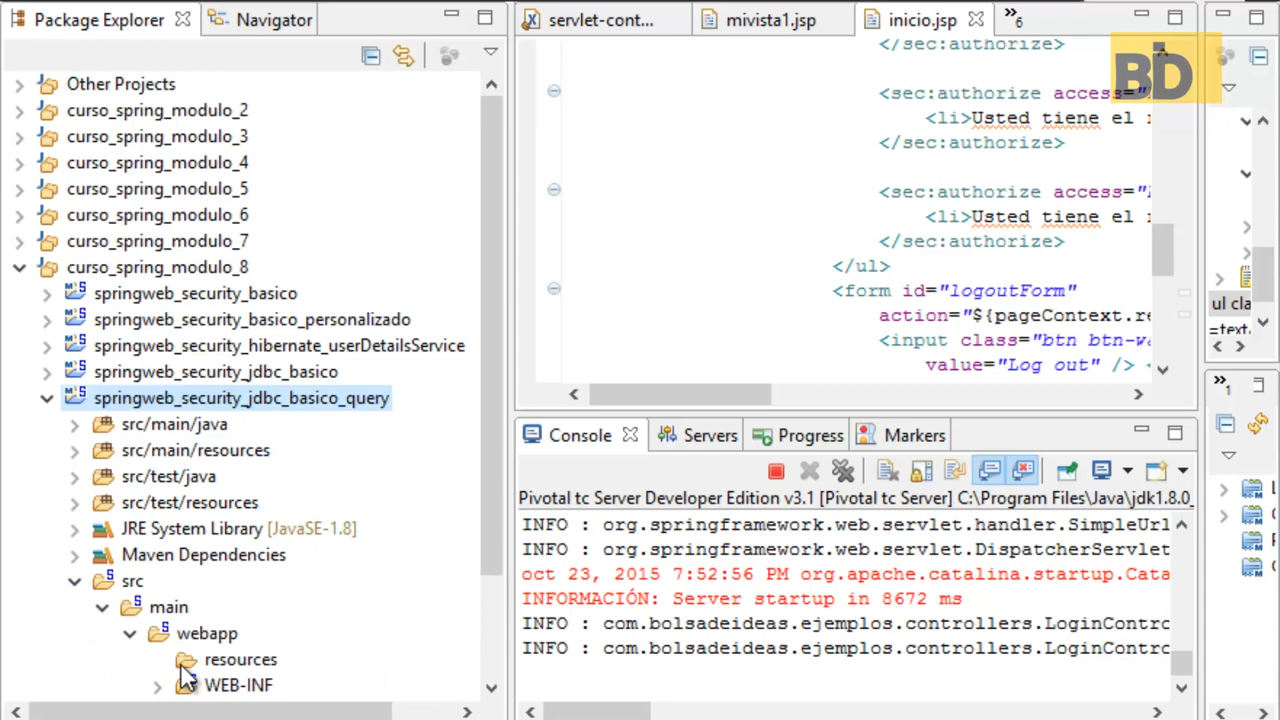 Package Explorer
Navigator
Other Projects
curso_spring_modulo_2
curso_spring_modulo_3
curso_spring_modulo_4
curso_spring_modulo_5
curso_spring_modulo_6
curso_spring_modulo_7
curso_spring_modulo_8
springweb_security_basico
springweb_security_basico_personalizado
springweb_security_hibernate_userDetailsService
springweb_security_jdbc_basico
springweb_security_jdbc_basico_query
src/main/java
src/main/resources
src/test/java
src/test/resources
JRE System Library [JavaSE-1.8]
Maven Dependencies
src
main
webapp
resources
WEB-INF
servlet-cont...
mivista1.jsp
inicio.jsp
»6
</sec:authorize>
<sec:authorize access=
<li>Usted tiene el
</sec:authorize>
<sec:authorize access="
<li>Usted tiene el
</sec:authorize>
</ul>
<form id="logoutForm"
action="${pageContext.re
<input class="btn btn-w
value="Log out" /> <
BD
ul cla
=text
»1
Console
Servers
Progress
Markers
Pivotal tc Server Developer Edition v3.1 [Pivotal tc Server] C:\Program Files\Java\jdk1.8.0_
INFO : org.springframework.web.servlet.handler.SimpleUrl
INFO : org.springframework.web.servlet.DispatcherServlet
oct 23, 2015 7:52:56 PM org.apache.catalina.startup.Cata
INFORMACIÓN: Server startup in 8672 ms
INFO : com.bolsadeideas.ejemplos.controllers.LoginContro
INFO : com.bolsadeideas.ejemplos.controllers.LoginContro